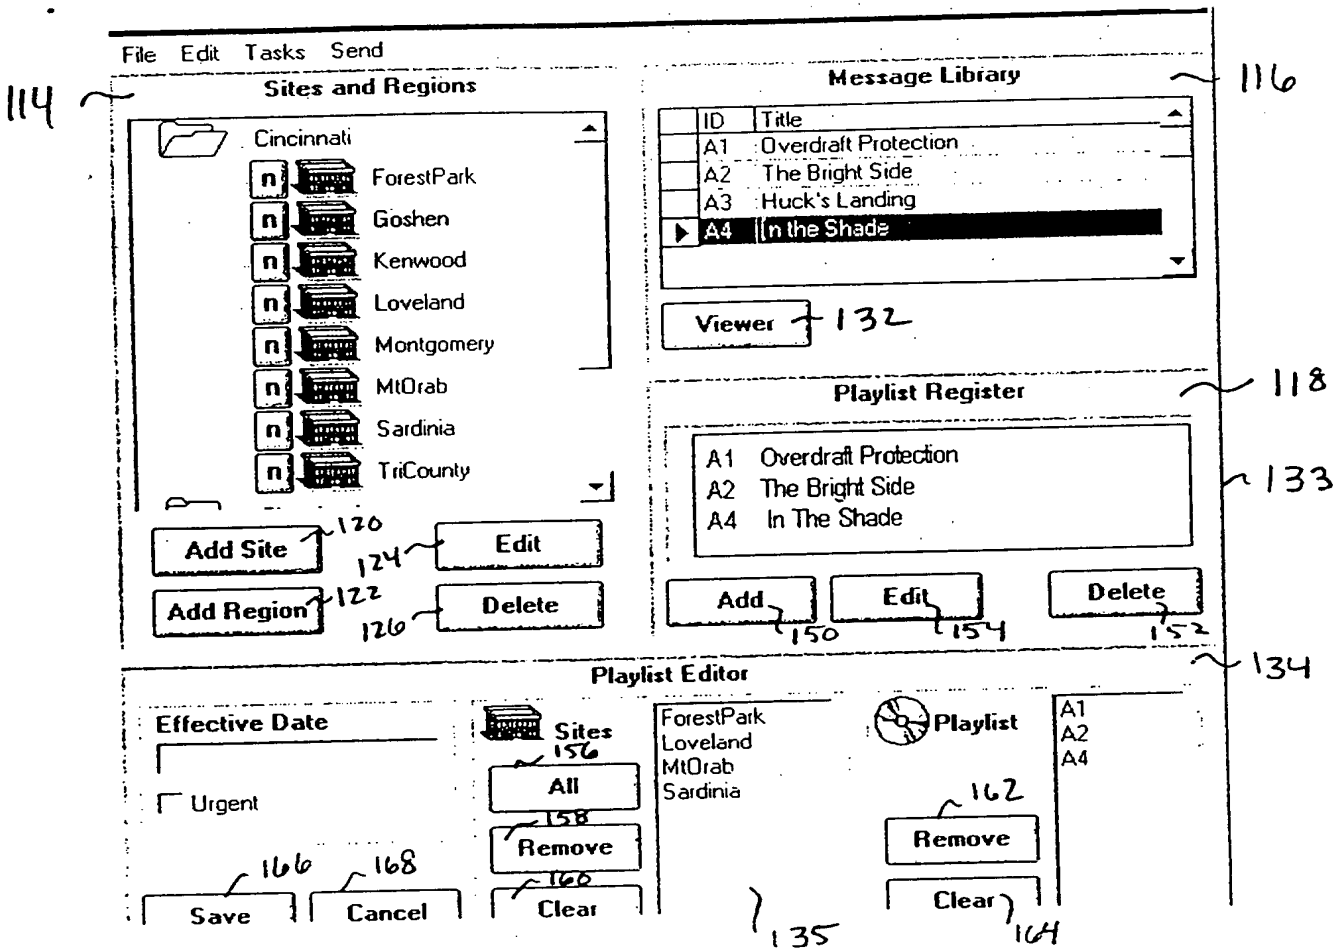 File Edit Tasks Send
114
Sites and Regions
Cincinnati
n ForestPark
n Goshen
n Kenwood
n Loveland
n Montgomery
n MtOrab
n Sardinia
n TriCounty
Add Site 120
124 Edit
Add Region 122
126 Delete
Message Library 116
ID Title
A1 Overdraft Protection
A2 The Bright Side
A3 Huck's Landing
A4 In the Shade
Viewer 132
Playlist Register 118
A1 Overdraft Protection
A2 The Bright Side
A4 In The Shade
133
Add 150
Edit 154
Delete 152
Playlist Editor 134
Effective Date
Urgent
166 168
Save Cancel
Sites
156
All
158
Remove
160
Clear
ForestPark
Loveland
MtOrab
Sardinia
135
Playlist
162
Remove
Clear 164
A1
A2
A4